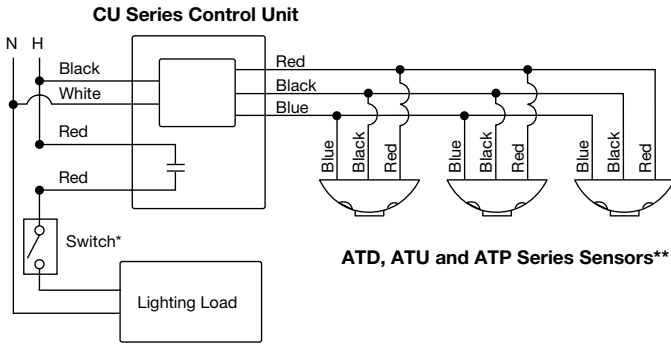 CU Series Control Unit
N H
Black
White
Red
Red
Switch*
Lighting Load
Red
Black
Blue
Blue
Black
Red
Blue
Black
Red
Blue
Black
Red
ATD, ATU and ATP Series Sensors**